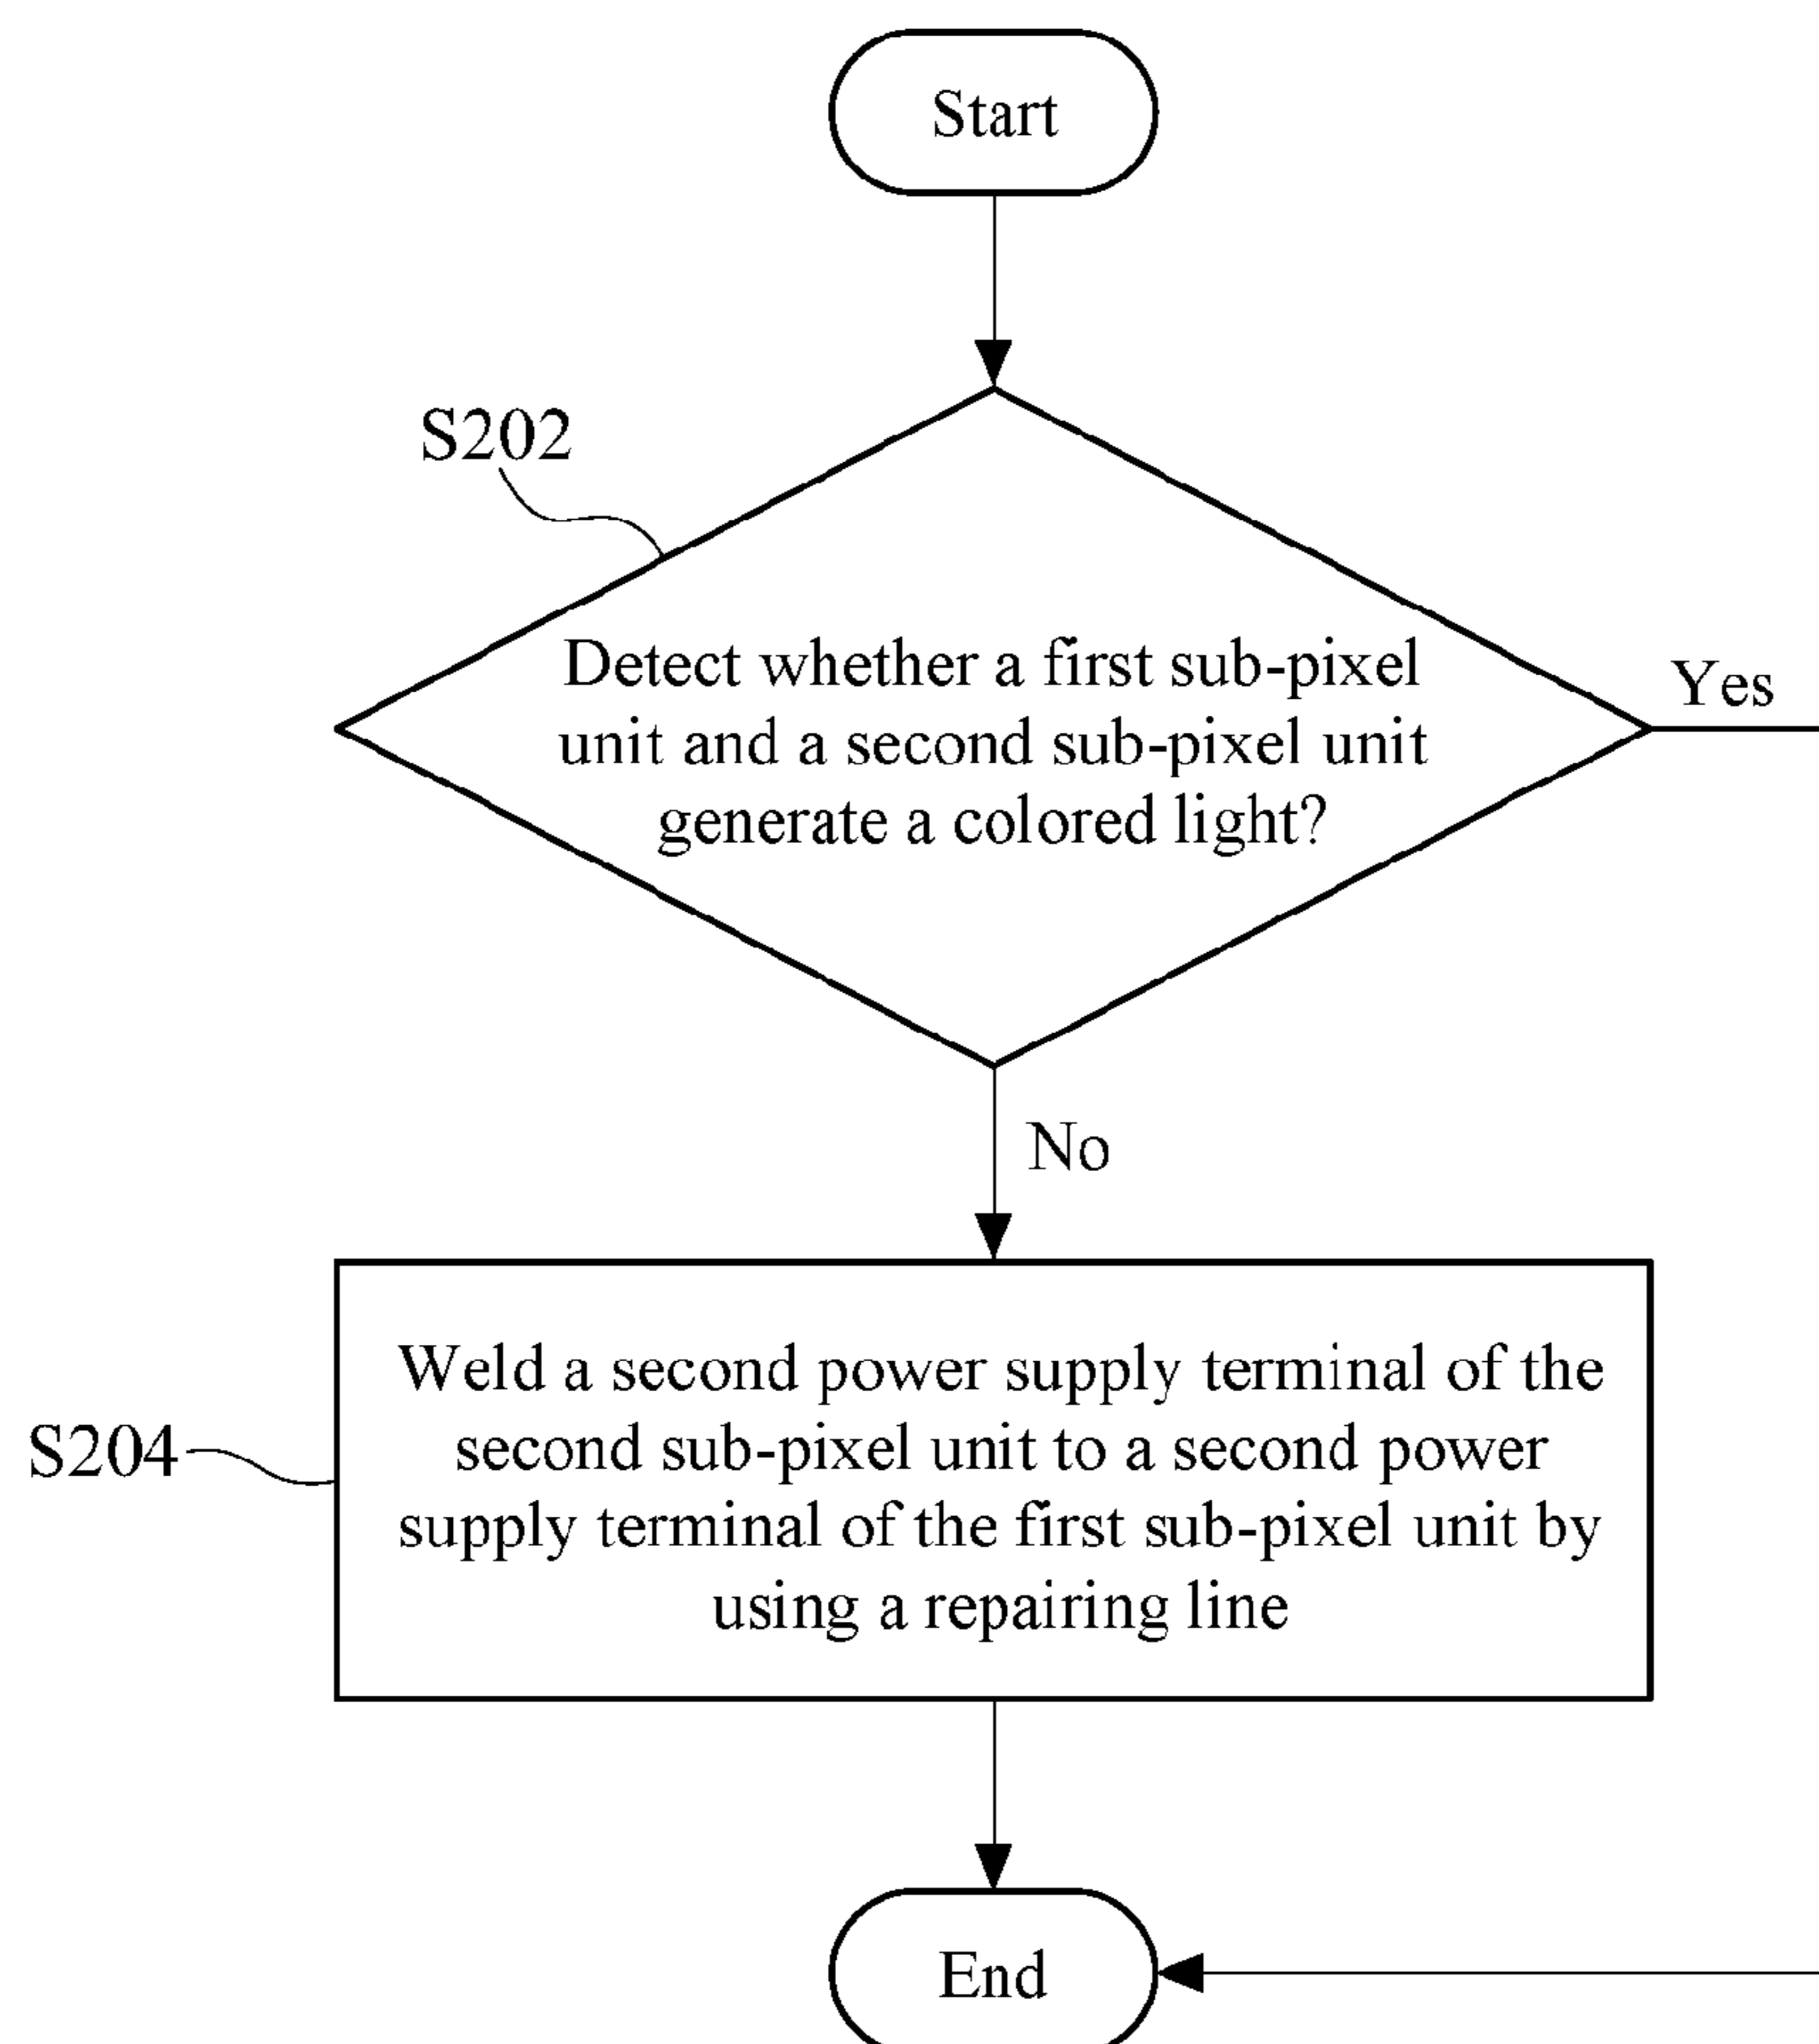 Start
S202
Detect whether a first sub-pixel
unit and a second sub-pixel unit
generate a colored light?
Yes
No
S204
Weld a second power supply terminal of the
second sub-pixel unit to a second power
supply terminal of the first sub-pixel unit by
using a repairing line
End